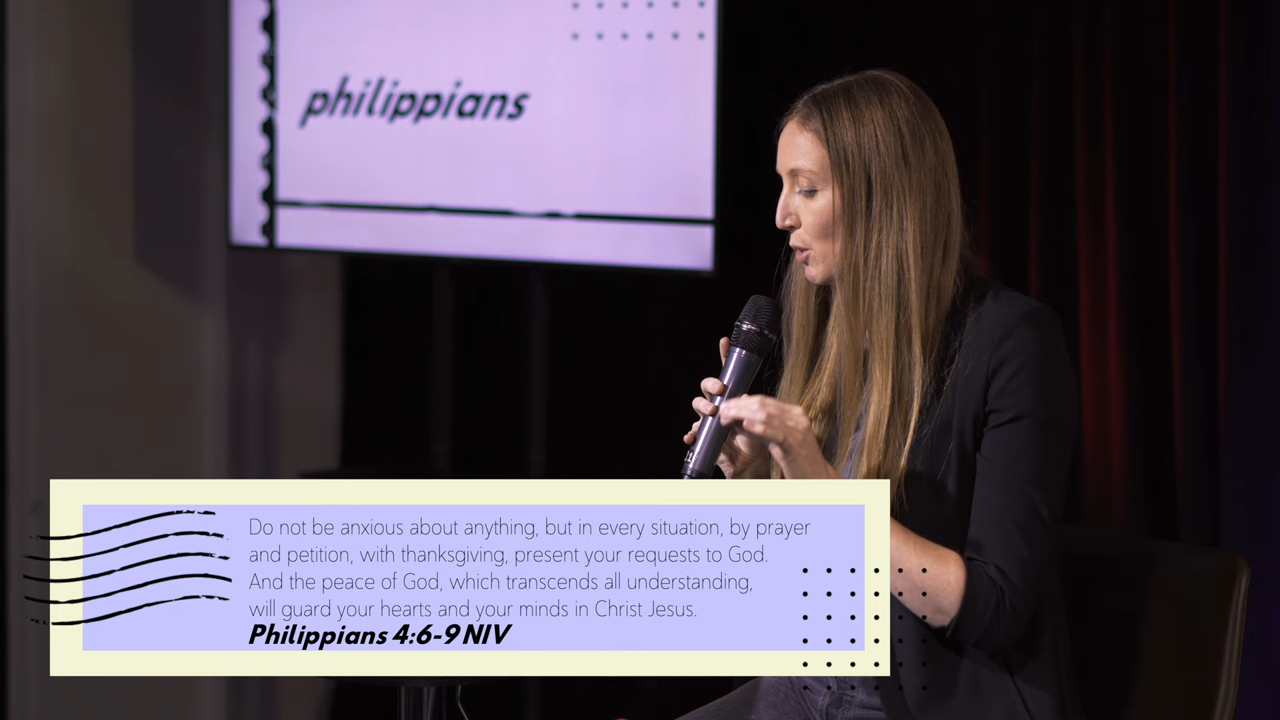 philippians
Do not be anxious about anything, but in every situation, by prayer
and petition, with thanksgiving, present your requests to God.
And the peace of God, which transcends all understanding,
will guard your hearts and your minds in Christ Jesus.
Philippians 4:6-9 NIV